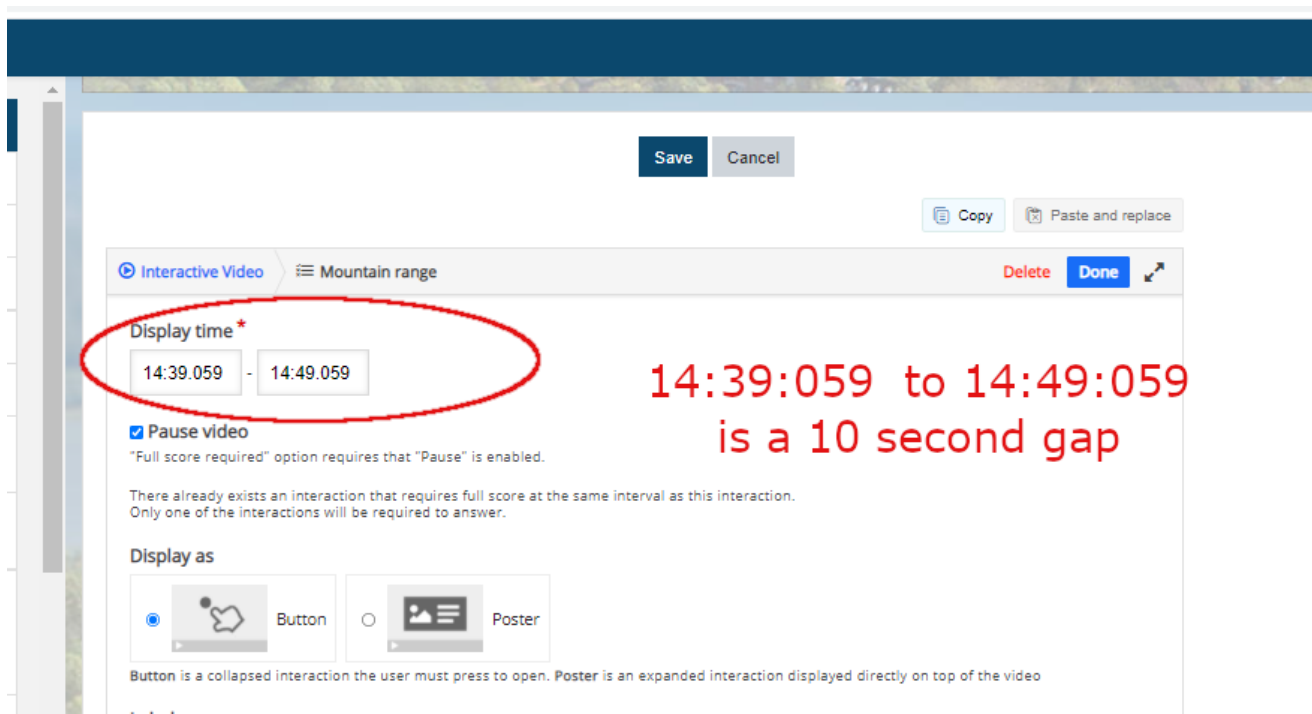 Save Cancel
Copy Paste and replace
Interactive Video Mountain range Delete Done
Display time *
14:39.059 - 14:49.059
14:39:059 to 14:49:059
is a 10 second gap
Pause video
"Full score required" option requires that "Pause" is enabled.
There already exists an interaction that requires full score at the same interval as this interaction.
Only one of the interactions will be required to answer.
Display as
Button Poster
Button is a collapsed interaction the user must press to open. Poster is an expanded interaction displayed directly on top of the video